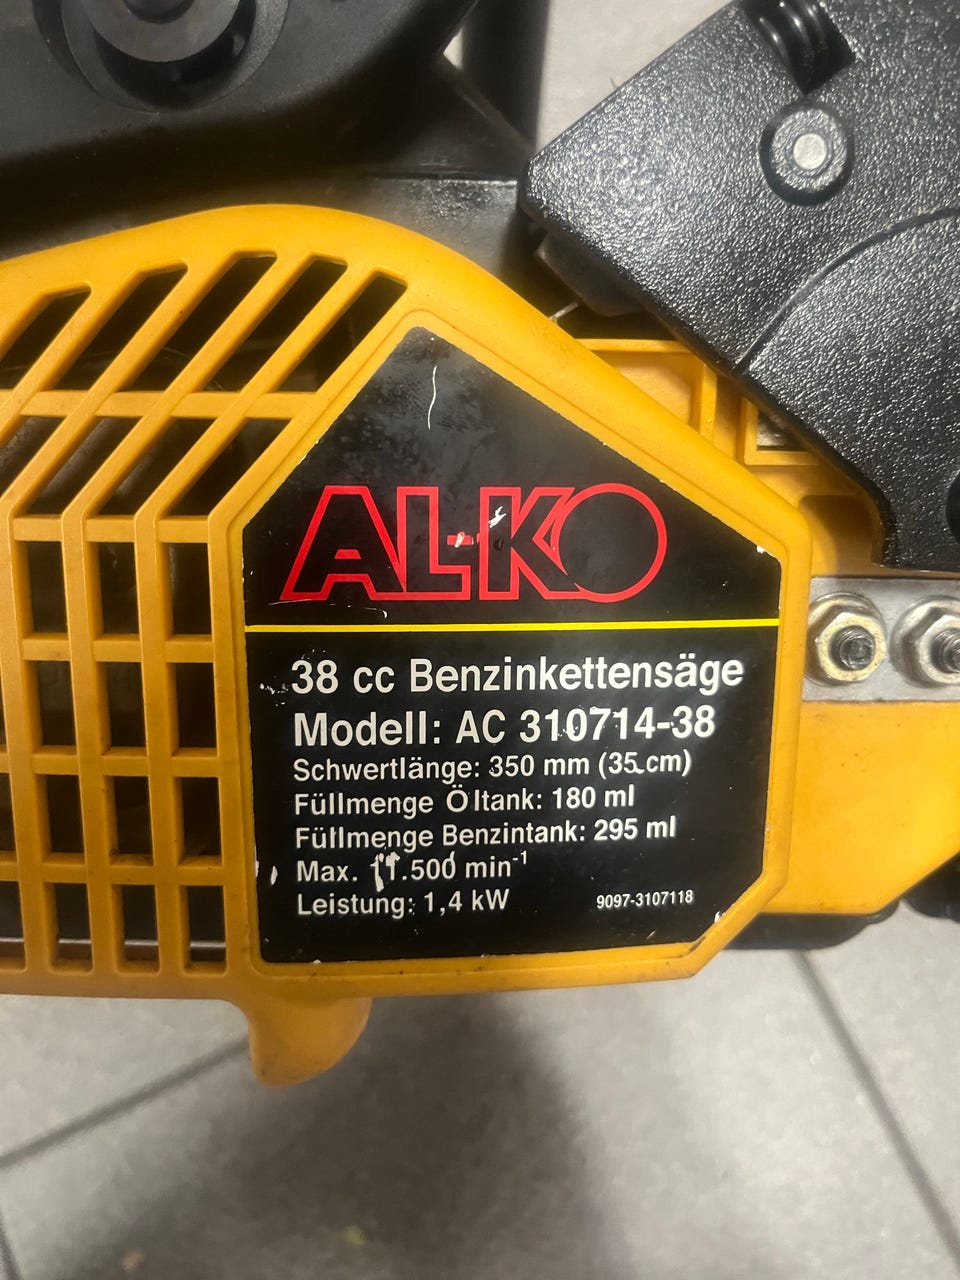 AL-KO
38 cc Benzinkettensäge
Modell: AC 310714-38
Schwertlänge: 350 mm (35 cm)
Füllmenge Öltank: 180 ml
Füllmenge Benzintank: 295 ml
Max. 11.500 min⁻¹
Leistung: 1,4 kW
9097-3107118